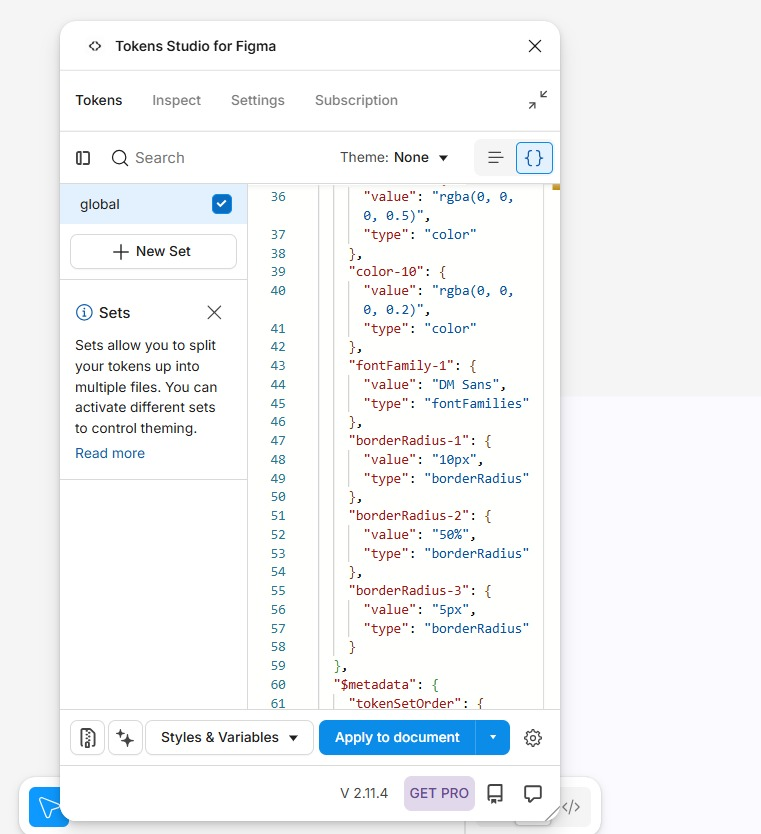 Tokens Studio for Figma
Tokens
Inspect
Settings
Subscription
Search
Theme: None
global
New Set
Sets
Sets allow you to split
your tokens up into
multiple files. You can
activate different sets
to control theming.
Read more
36 "value": "rgba(0, 0,
0, 0.5)",
37 "type": "color"
38 },
39 "color-10": {
40 "value": "rgba(0, 0,
0, 0.2)",
41 "type": "color"
42 },
43 "fontFamily-1": {
44 "value": "DM Sans",
45 "type": "fontFamilies"
46 },
47 "borderRadius-1": {
48 "value": "10px",
49 "type": "borderRadius"
50 },
51 "borderRadius-2": {
52 "value": "50%",
53 "type": "borderRadius"
54 },
55 "borderRadius-3": {
56 "value": "5px",
57 "type": "borderRadius"
58 }
59 },
60 "$metadata": {
61 "tokenSetOrder": {
Styles & Variables
Apply to document
V 2.11.4
GET PRO